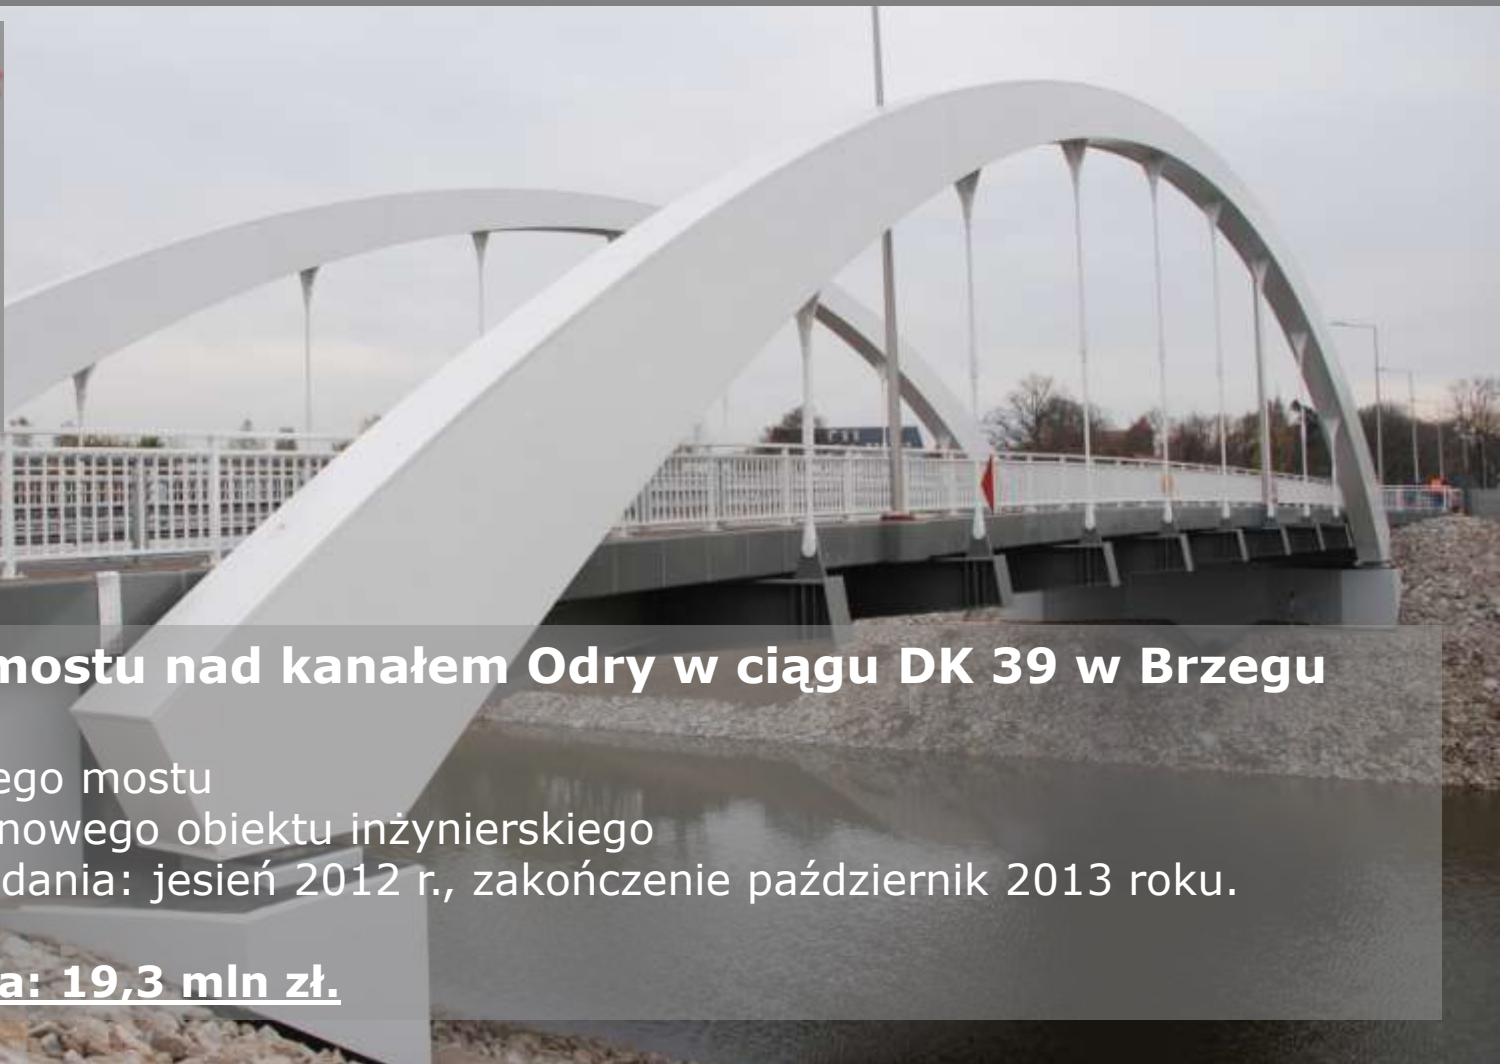 mostu nad kanałem Odry w ciągu DK 39 w Brzegu
ego mostu
nowego obiektu inżynierskiego
dania: jesień 2012 r., zakończenie październik 2013 roku.
a: 19,3 mln zł.